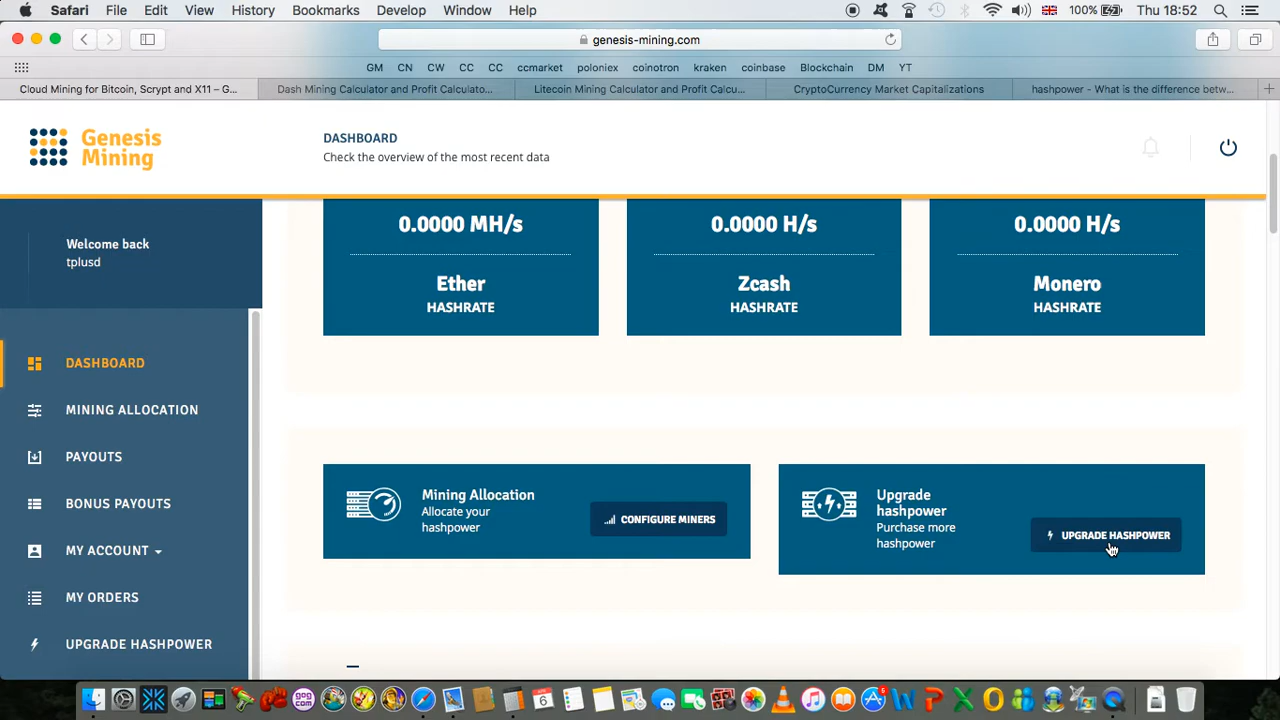 Safari File Edit View History Bookmarks Develop Window Help 100% Thu 18:52
genesis-mining.com
GM CN CW CC CC ccmarket poloniex coinotron kraken coinbase Blockchain DM YT
Cloud Mining for Bitcoin, Scrypt and X11 – G... Dash Mining Calculator and Profit Calculato... Litecoin Mining Calculator and Profit Calcu... CryptoCurrency Market Capitalizations hashpower - What is the difference betw...
Genesis
Mining
DASHBOARD
Check the overview of the most recent data
Welcome back
tplusd
DASHBOARD
MINING ALLOCATION
PAYOUTS
BONUS PAYOUTS
MY ACCOUNT
MY ORDERS
UPGRADE HASHPOWER
0.0000 MH/s
Ether
HASHRATE
0.0000 H/s
Zcash
HASHRATE
0.0000 H/s
Monero
HASHRATE
Mining Allocation
Allocate your
hashpower
CONFIGURE MINERS
Upgrade
hashpower
Purchase more
hashpower
UPGRADE HASHPOWER